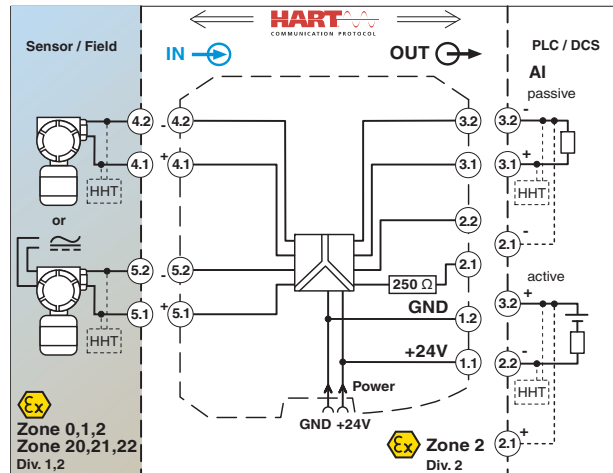 HART
COMMUNICATION PROTOCOL
Sensor / Field
IN
OUT
PLC / DCS
AI
passive
4.2
-
4.2
3.2
3.2
-
4.1
+
4.1
3.1
3.1
+
HHT
HHT
or
2.2
2.1
-
5.2
-
5.2
2.1
250 Ω
active
GND
3.2
+
5.1
+
5.1
1.2
HHT
+24V
1.1
2.2
-
Power
HHT
GND +24V
2.1
+
Ex
Zone 0,1,2
Zone 20,21,22
Div. 1,2
Ex
Zone 2
Div. 2